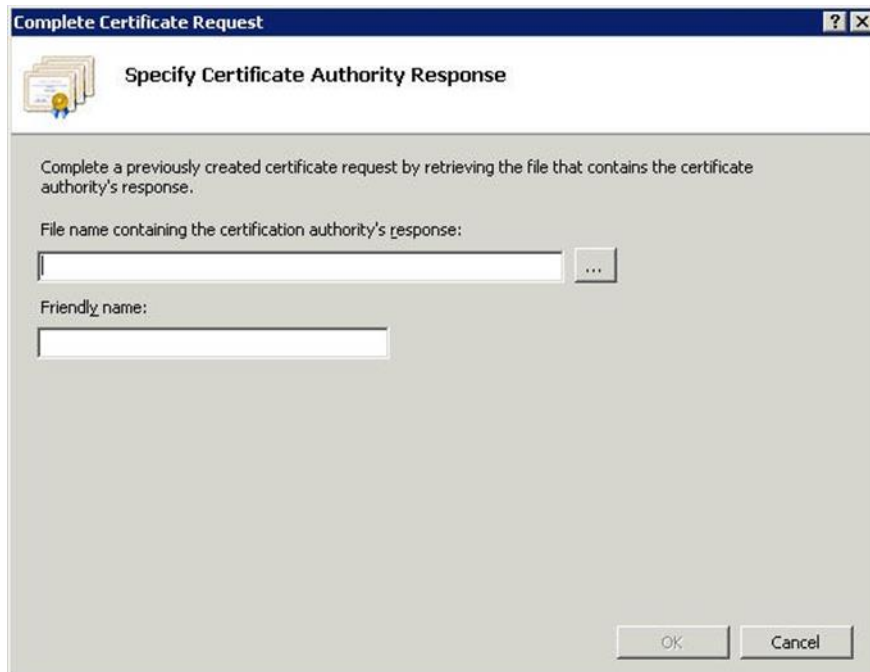 Complete Certificate Request
Specify Certificate Authority Response
Complete a previously created certificate request by retrieving the file that contains the certificate
authority's response.
File name containing the certification authority's response:
...
Friendly name:
OK
Cancel